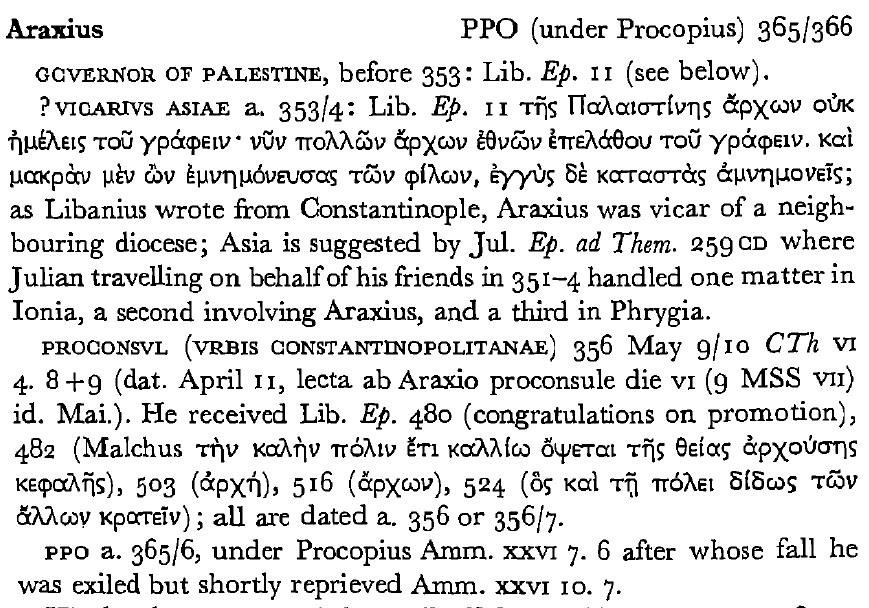 Araxius PPO (under Procopius) 365/366
GOVERNOR OF PALESTINE, before 353: Lib. Ep. 11 (see below).
?VICARIVS ASIAE a. 353/4: Lib. Ep. 11 τῆς Παλαιστίνης ἄρχων οὐκ
ἠμέλεις τοῦ γράφειν· νῦν πολλῶν ἄρχων ἐθνῶν ἐπελάθου τοῦ γράφειν. καὶ
μακρὰν μὲν ὢν ἐμνημόνευσας τῶν φίλων, ἐγγὺς δὲ καταστὰς ἀμνημονεῖς;
as Libanius wrote from Constantinople, Araxius was vicar of a neigh-
bouring diocese; Asia is suggested by Jul. Ep. ad Them. 259CD where
Julian travelling on behalf of his friends in 351–4 handled one matter in
Ionia, a second involving Araxius, and a third in Phrygia.
PROCONSVL (VRBIS CONSTANTINOPOLITANAE) 356 May 9/10 CTh VI
4. 8+9 (dat. April 11, lecta ab Araxio proconsule die VI (9 MSS VII)
id. Mai.). He received Lib. Ep. 480 (congratulations on promotion),
482 (Malchus τὴν καλὴν πόλιν ἔτι καλλίω ὄψεται τῆς θείας ἀρχούσης
κεφαλῆς), 503 (ἀρχή), 516 (ἄρχων), 524 (ὃς καὶ τῇ πόλει δίδως τῶν
ἄλλων κρατεῖν); all are dated a. 356 or 356/7.
PPO a. 365/6, under Procopius Amm. XXVI 7. 6 after whose fall he
was exiled but shortly reprieved Amm. XXVI 10. 7.